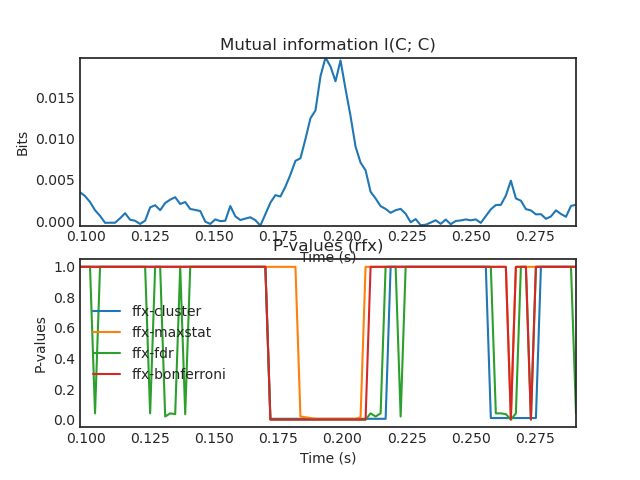 Mutual information I(C; C)
Bits
0.015
0.010
0.005
0.000
0.100 0.125 0.150 0.175 0.200 0.225 0.250 0.275
Time (s)
P-values (rfx)
P-values
1.0
0.8
0.6
0.4
0.2
0.0
ffx-cluster
ffx-maxstat
ffx-fdr
ffx-bonferroni
0.100 0.125 0.150 0.175 0.200 0.225 0.250 0.275
Time (s)